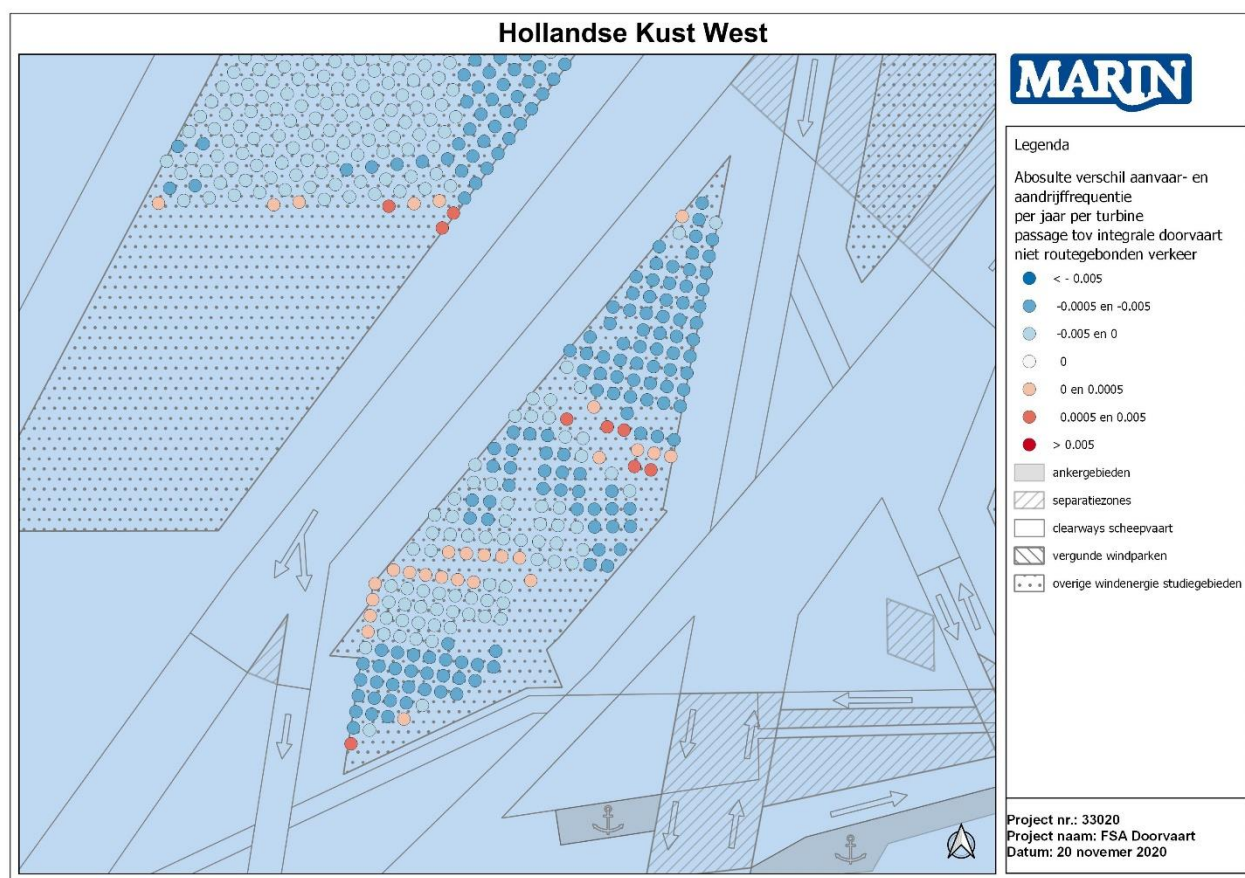 Hollandse Kust West
MARIN
Legenda
Abosulte verschil aanvaar- en
aandrijffrequentie
per jaar per turbine
passage tov integrale doorvaart
niet routegebonden verkeer
< - 0.005
-0.0005 en -0.005
-0.005 en 0
0
0 en 0.0005
0.0005 en 0.005
> 0.005
ankergebieden
separatiezones
clearways scheepvaart
vergunde windparken
overige windenergie studiegebieden
Project nr.: 33020
Project naam: FSA Doorvaart
Datum: 20 novemer 2020